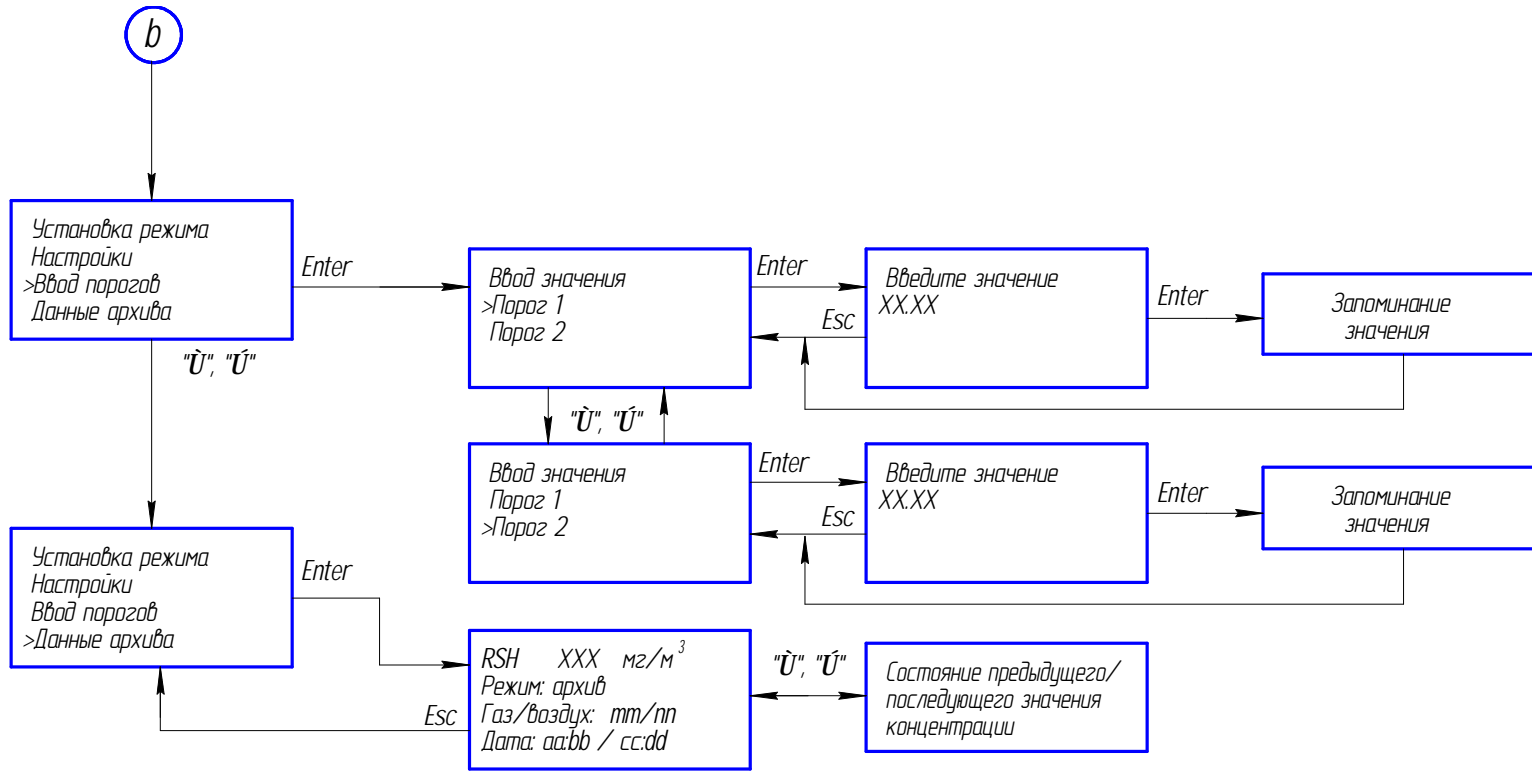 b
Установка режима
Настройки
>Ввод порогов
Данные архива
Enter
Ввод значения
>Порог 1
Порог 2
Enter
Esc
Введите значение
XX.XX
Enter
Запоминание
значения
"Ù", "Ú"
"Ù", "Ú"
Ввод значения
Порог 1
>Порог 2
Enter
Esc
Введите значение
XX.XX
Enter
Запоминание
значения
Установка режима
Настройки
Ввод порогов
>Данные архива
Enter
Esc
RSH XXX мг/м³
Режим: архив
Газ/воздух: mm/nn
Дата: aa:bb / cc:dd
"Ù", "Ú"
Состояние предыдущего/
последующего значения
концентрации